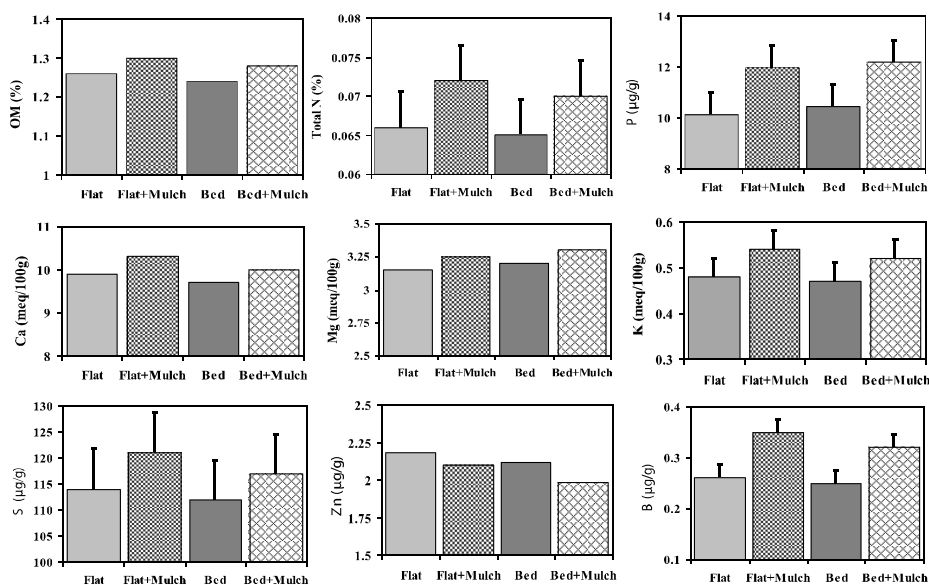 OM (%)
1.4
1.3
1.2
1.1
1
Flat Flat+Mulch Bed Bed+Mulch
Total N (%)
0.08
0.075
0.07
0.065
0.06
Flat Flat+Mulch Bed Bed+Mulch
P (µg/g)
14
12
10
8
Flat Flat+Mulch Bed Bed+Mulch
Ca (meq/100g)
11
10
9
8
Flat Flat+Mulch Bed Bed+Mulch
Mg (meq/100g)
3.5
3.25
3
2.75
2.5
Flat Flat+Mulch Bed Bed+Mulch
K (meq/100g)
0.6
0.5
0.4
0.3
Flat Flat+Mulch Bed Bed+Mulch
S (µg/g)
130
125
120
115
110
105
100
Flat Flat+Mulch Bed Bed+Mulch
Zn (µg/g)
2.5
2.25
2
1.75
1.5
Flat Flat+Mulch Bed Bed+Mulch
B (µg/g)
0.4
0.3
0.2
0.1
Flat Flat+Mulch Bed Bed+Mulch